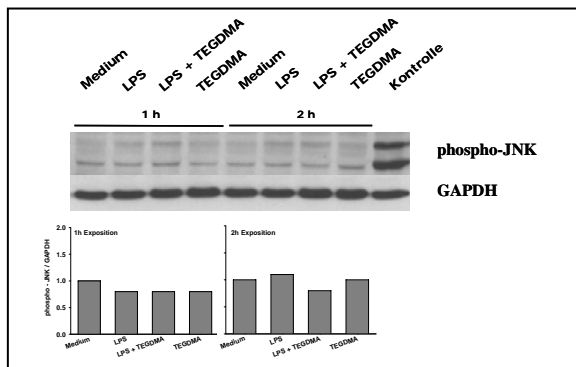 Medium LPS LPS + TEGDMA TEGDMA Medium LPS LPS + TEGDMA TEGDMA Kontrolle
1 h 2 h
phospho-JNK
GAPDH
phospho - JNK / GAPDH
2.0
1.5
1.0
0.5
0.0
1h Exposition
Medium LPS LPS + TEGDMA TEGDMA
2h Exposition
Medium LPS LPS + TEGDMA TEGDMA